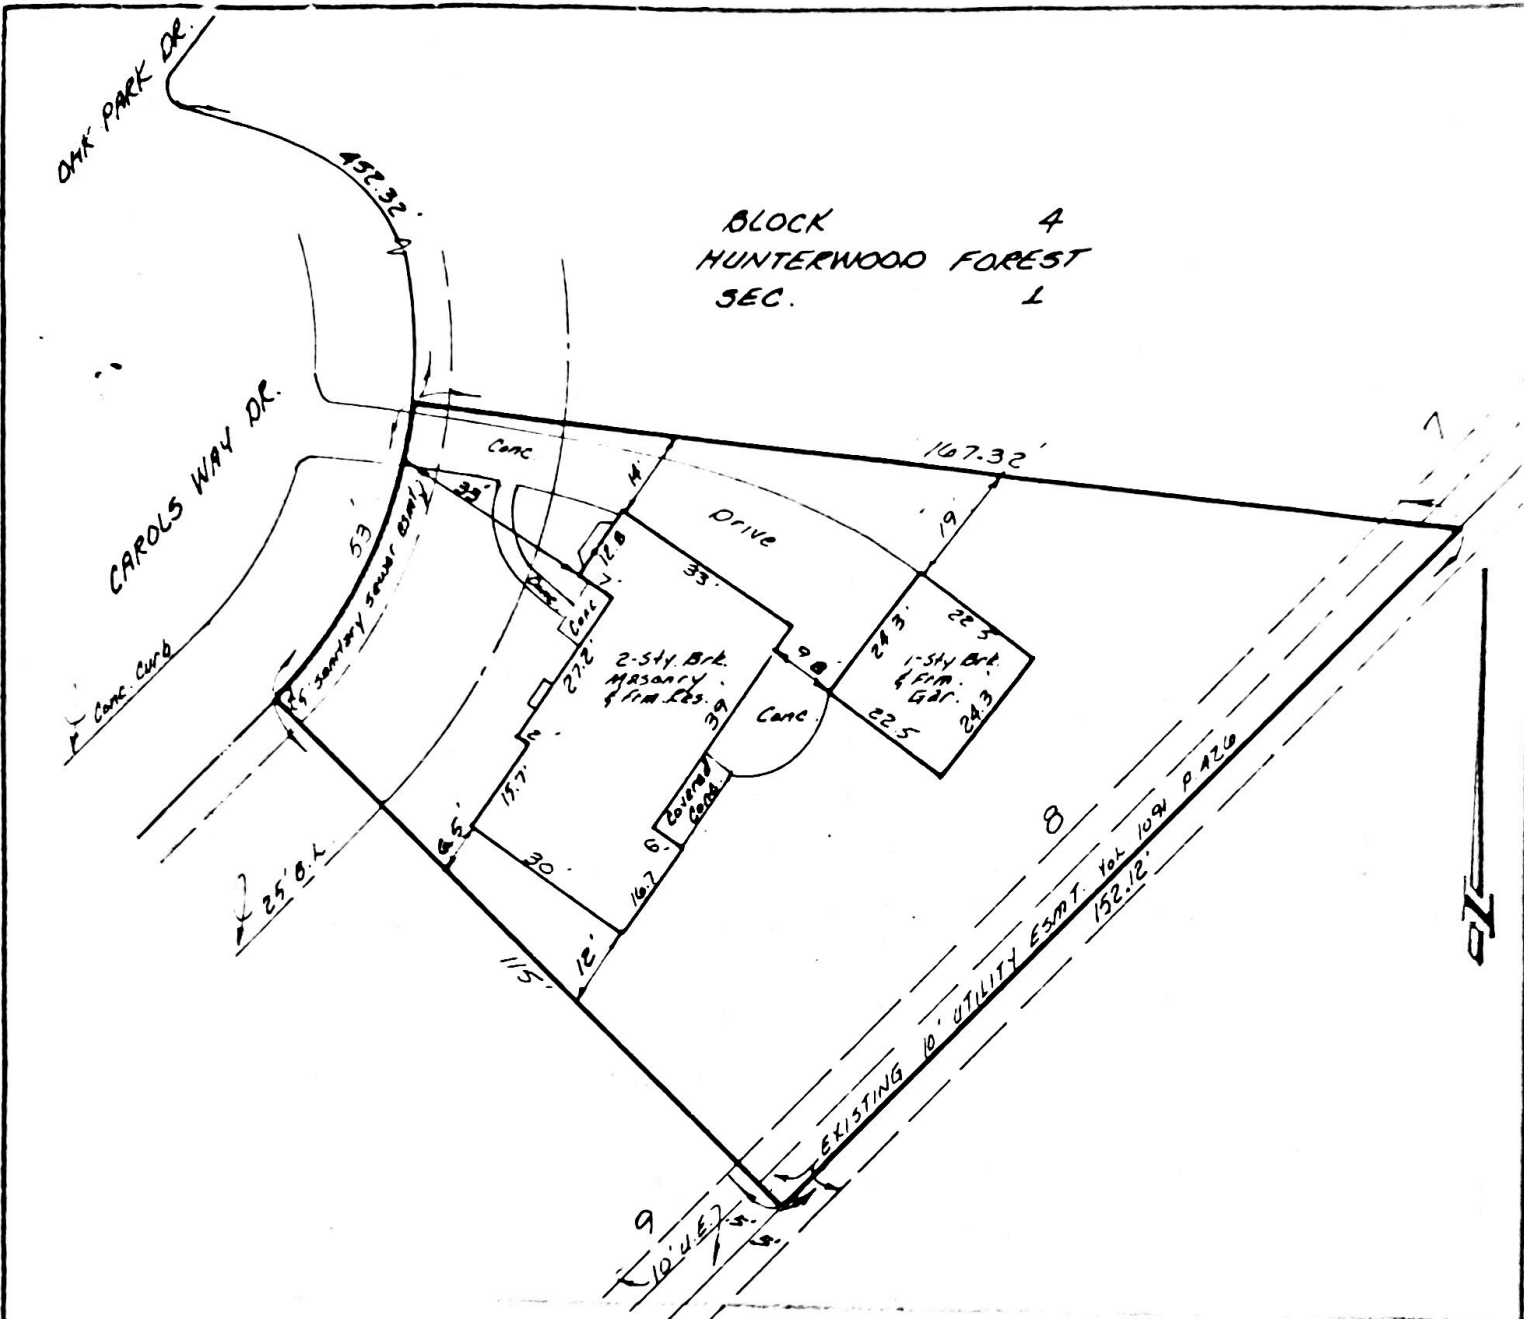 OAK PARK DR.
452.32'
BLOCK 4
HUNTERWOOD FOREST
SEC. 1
CAROLS WAY DR.
53'
Conc. Curb
5' sanitary sewer esmt
25' B.L.
Conc
33'
14'
167.32'
7
Drive
19'
12.8
33'
Conc
Conc
27.2'
2-Sty. Brk.
Masonry
& Frm. Res.
39
9.8'
24.3'
22.5
1-Sty Brk.
& Frm.
Gar.
24.3
22.5
Conc.
Covered
Conc.
2'
15.7'
6.5'
30'
6'
16.7
12'
115'
8
EXISTING 10' UTILITY ESMT. VOL 1091 P. 426
152.12'
9
10' U.E.
5'
5'